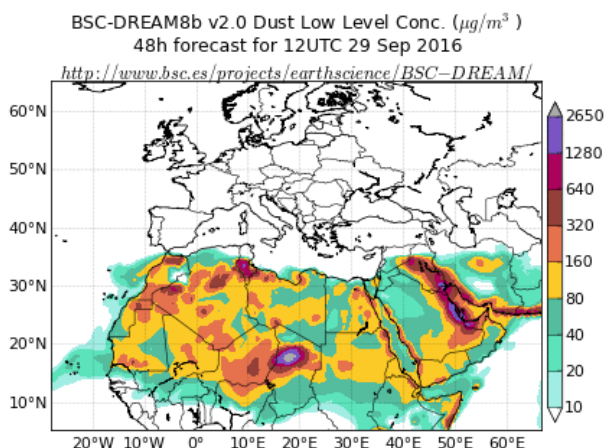 BSC-DREAM8b v2.0 Dust Low Level Conc. (μg/m³ )
48h forecast for 12UTC 29 Sep 2016
http://www.bsc.es/projects/earthscience/BSC−DREAM/
60°N
50°N
40°N
30°N
20°N
10°N
20°W 10°W 0° 10°E 20°E 30°E 40°E 50°E 60°E
2650
1280
640
320
160
80
40
20
10